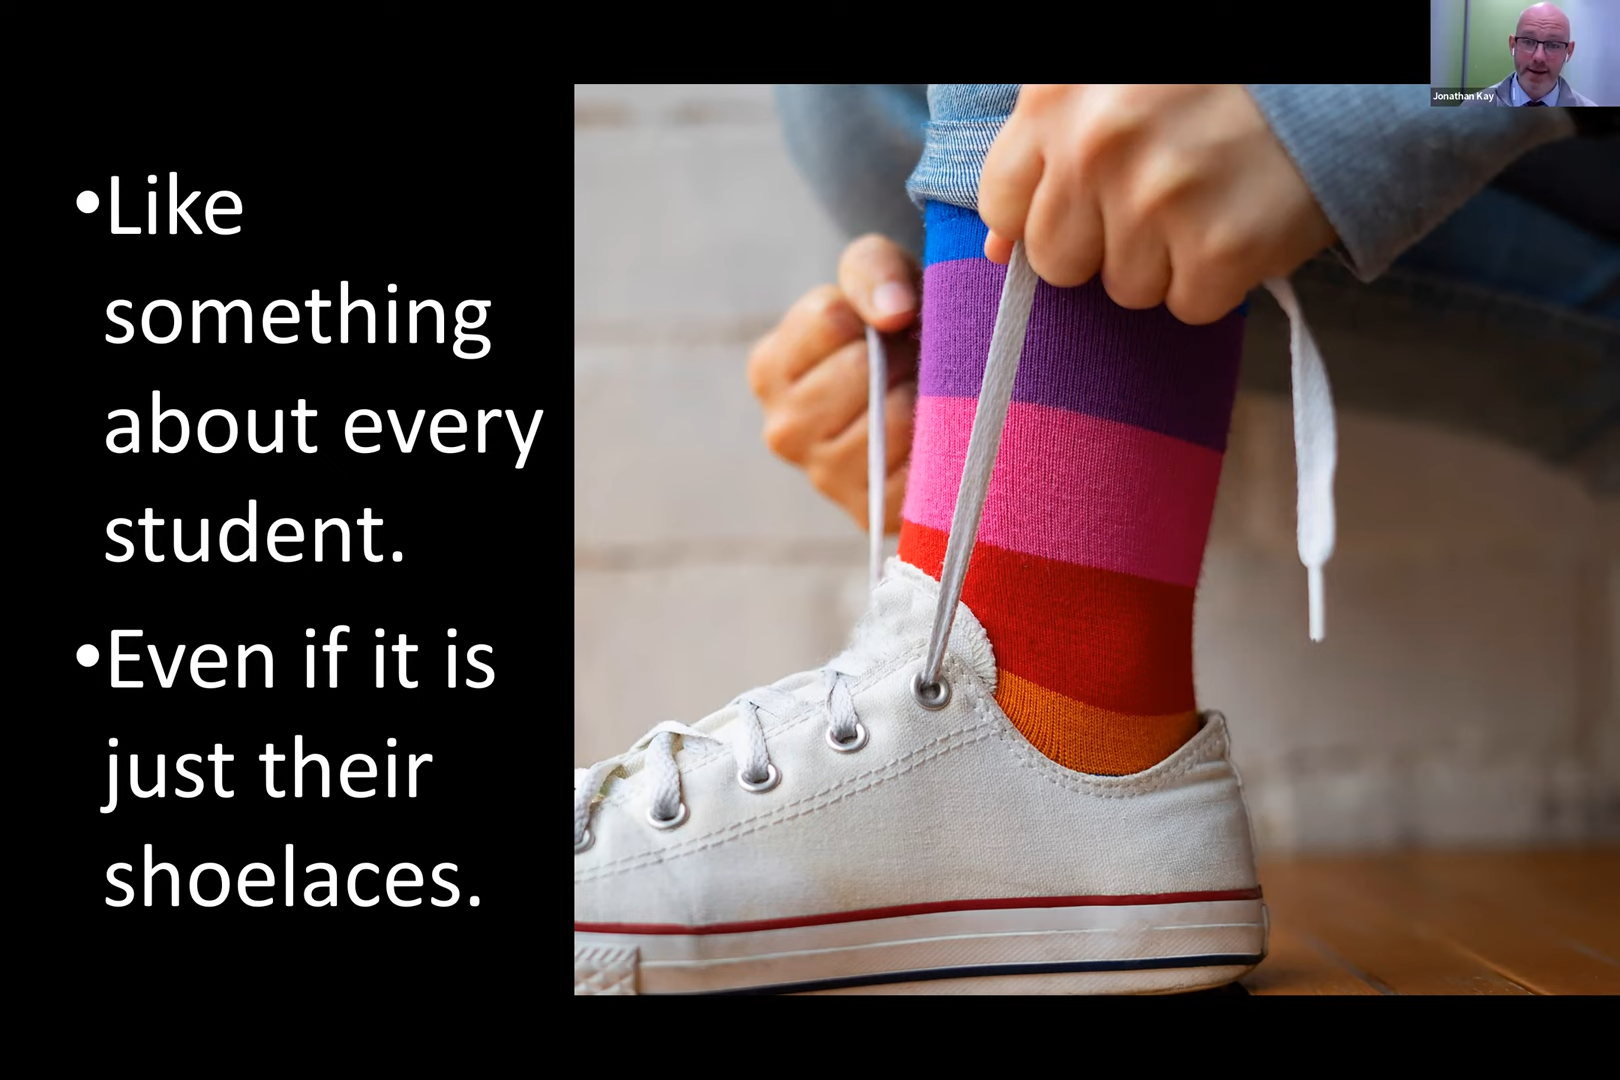 •Like
something
about every
student.
•Even if it is
just their
shoelaces.
Jonathan Kay